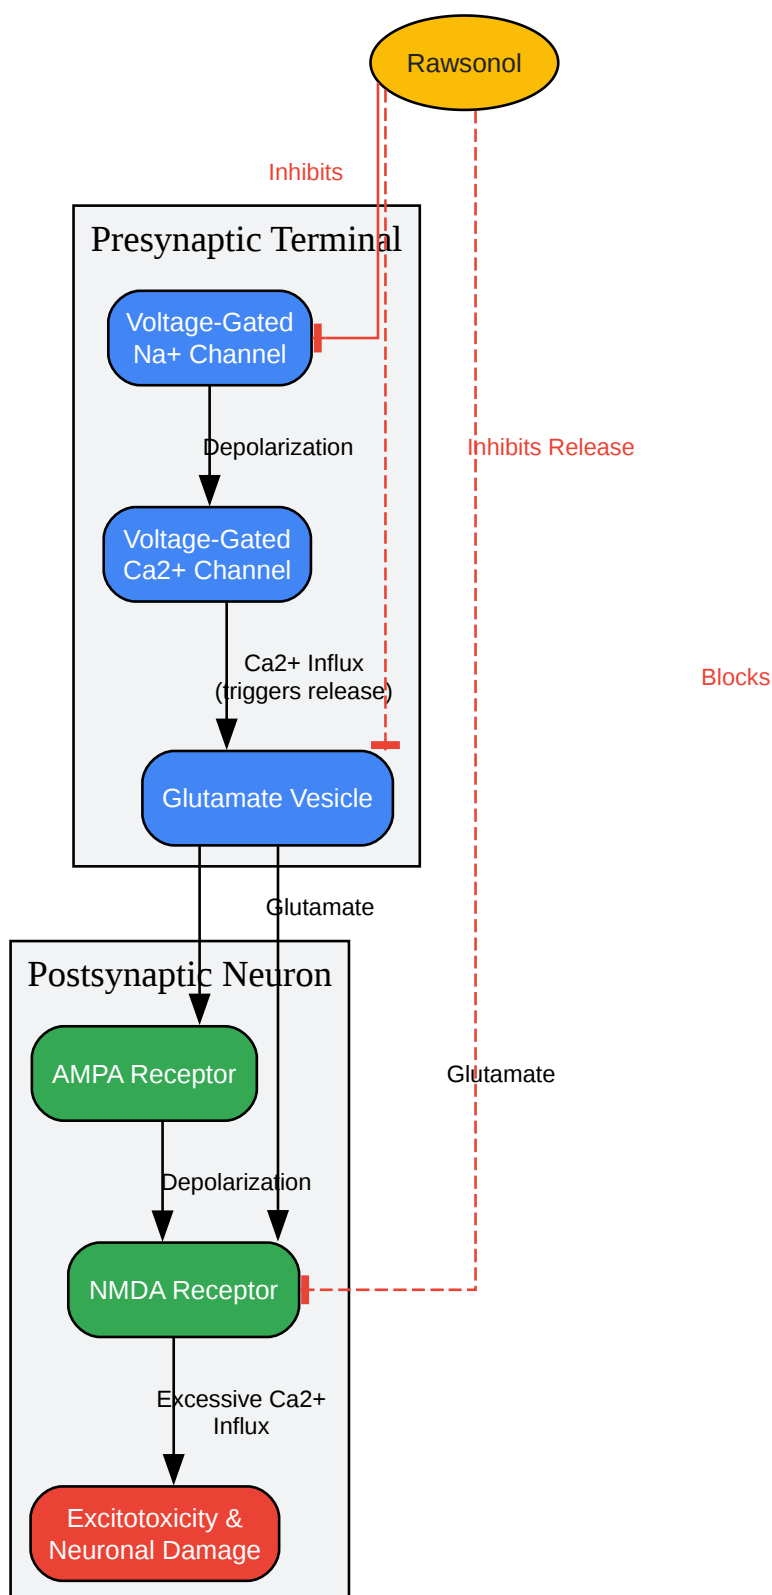 Rawsonol
Inhibits
Presynaptic Terminal
Voltage-Gated
Na+ Channel
Depolarization
Inhibits Release
Voltage-Gated
Ca2+ Channel
Ca2+ Influx
(triggers release)
Blocks
Glutamate Vesicle
Glutamate
Postsynaptic Neuron
AMPA Receptor
Glutamate
Depolarization
NMDA Receptor
Excessive Ca2+
Influx
Excitotoxicity &
Neuronal Damage